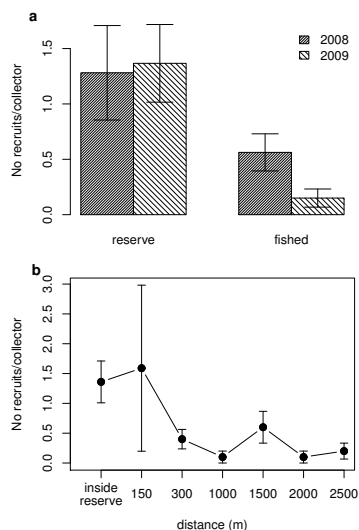 a
No recruits/collector
1.5
1.0
0.5
0.0
2008
2009
reserve fished
b
No recruits/collector
3.0
2.5
2.0
1.5
1.0
0.5
0.0
inside
reserve 150 300 1000 1500 2000 2500
distance (m)